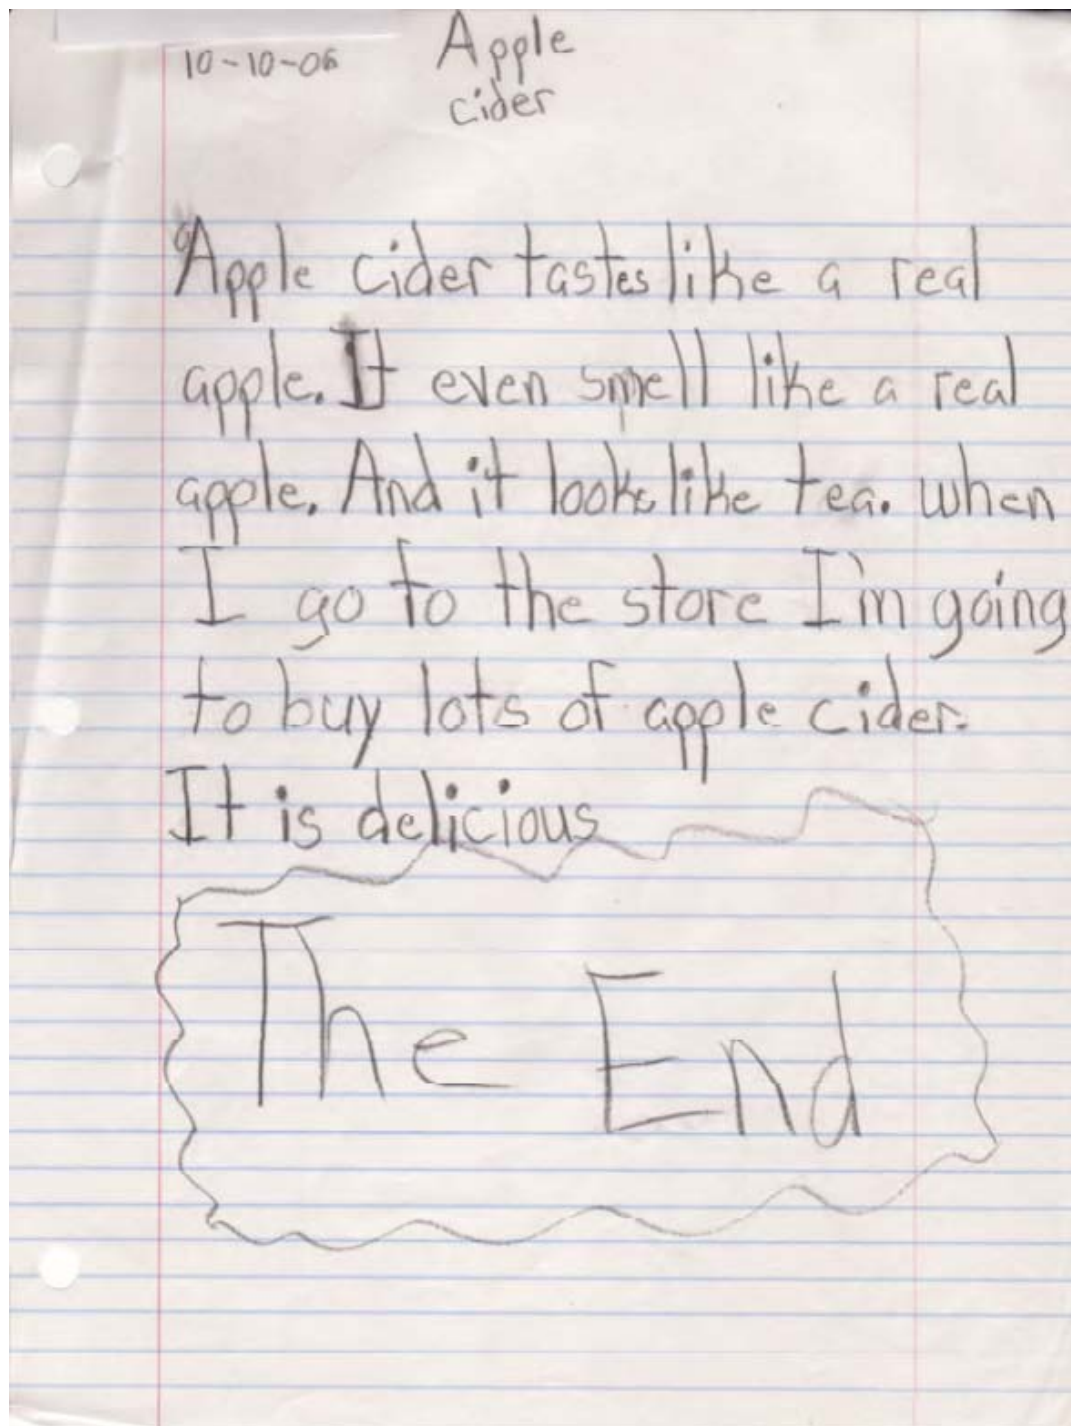 10-10-06 Apple
cider
Apple cider tastes like a real
apple. It even smell like a real
apple. And it looks like tea. when
I go to the store I'm going
to buy lots of apple cider.
It is delicious
The End